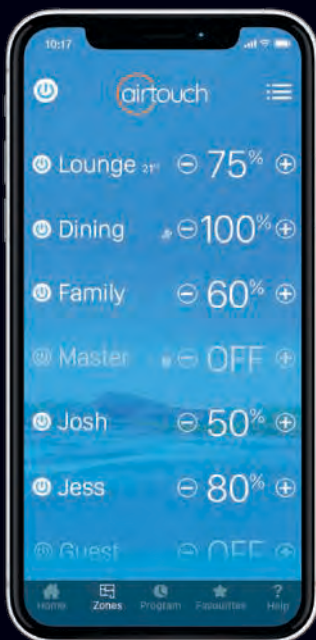 10:17
airtouch
Lounge 21° 75%
Dining 100%
Family 60%
Master OFF
Josh 50%
Jess 80%
Guest OFF
Home Zones Program Favourites ? Help